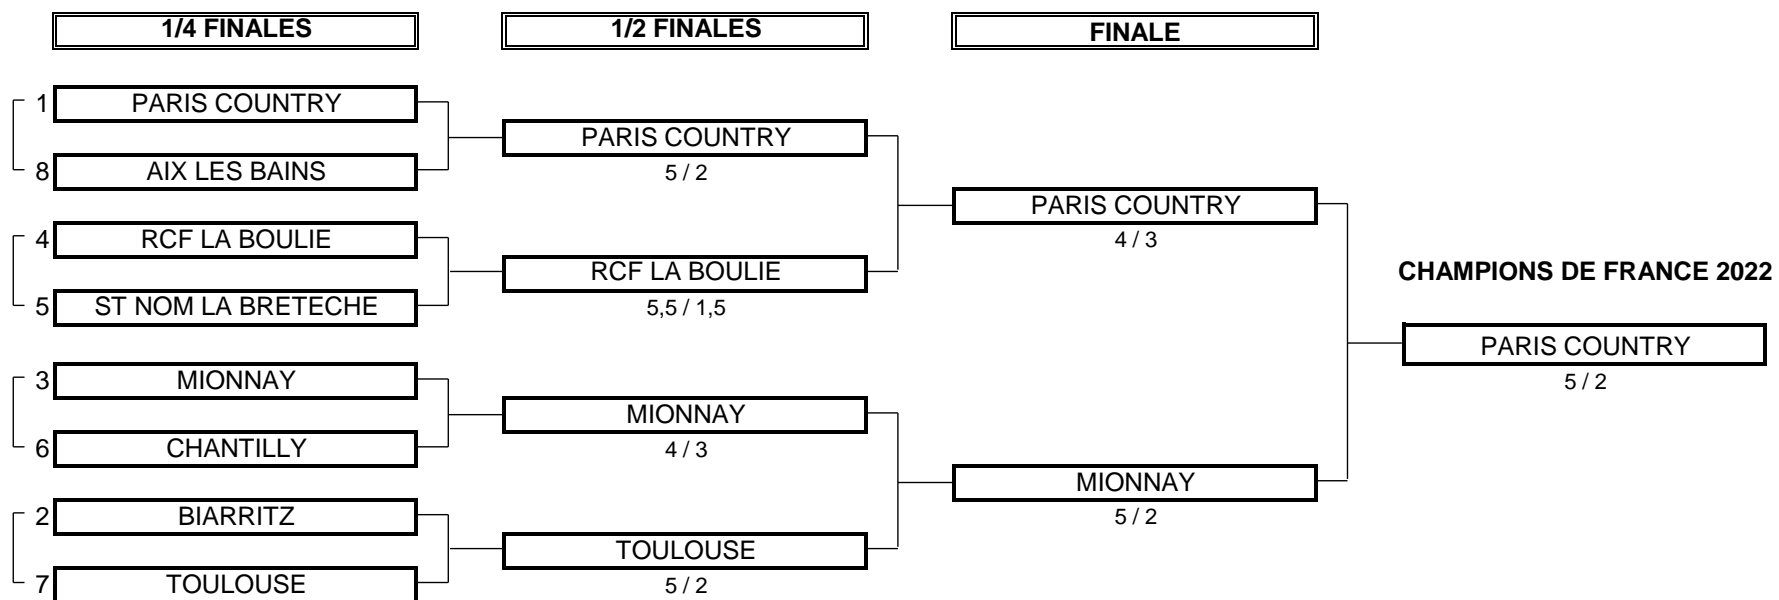 1/4 FINALES
1/2 FINALES
FINALE
1 PARIS COUNTRY
PARIS COUNTRY
8 AIX LES BAINS
5 / 2
PARIS COUNTRY
4 RCF LA BOULIE
4 / 3
RCF LA BOULIE
CHAMPIONS DE FRANCE 2022
5 ST NOM LA BRETECHE
5,5 / 1,5
PARIS COUNTRY
3 MIONNAY
5 / 2
MIONNAY
6 CHANTILLY
4 / 3
MIONNAY
2 BIARRITZ
5 / 2
TOULOUSE
7 TOULOUSE
5 / 2